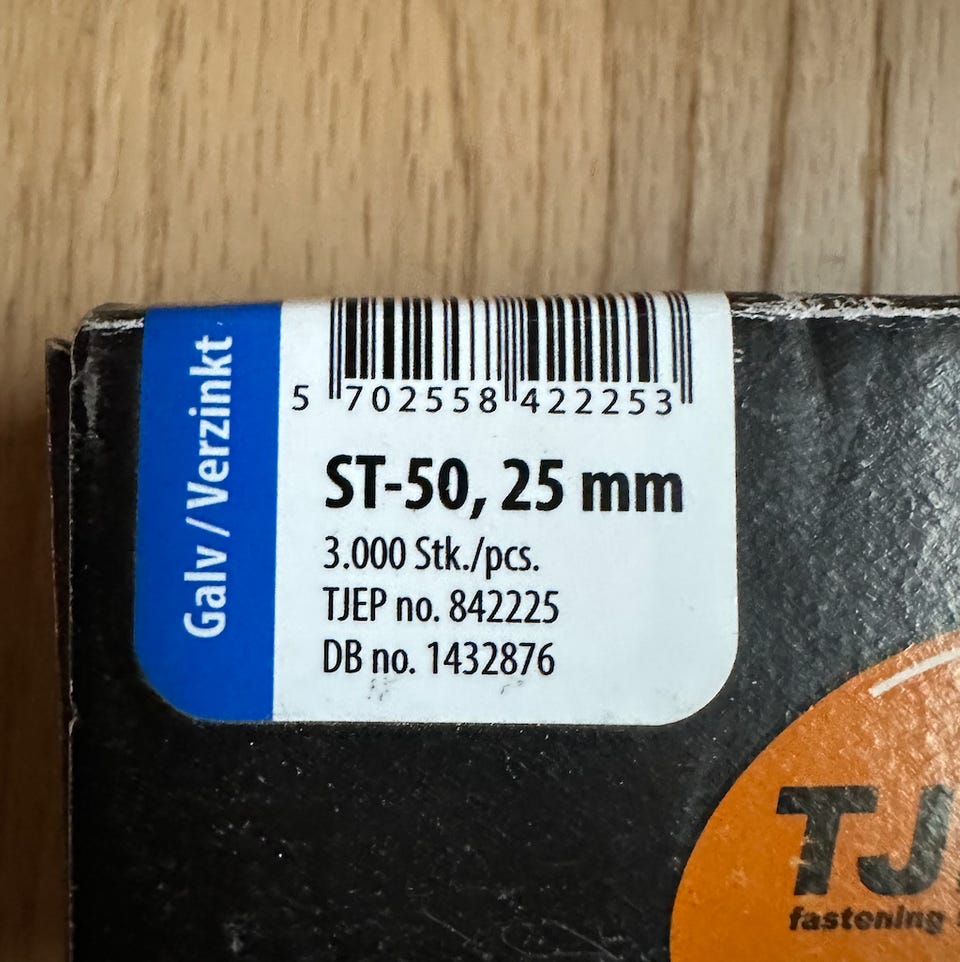 Galv / Verzinkt
5 702558 422253
ST-50, 25 mm
3.000 Stk./pcs.
TJEP no. 842225
DB no. 1432876
TJ
fastening